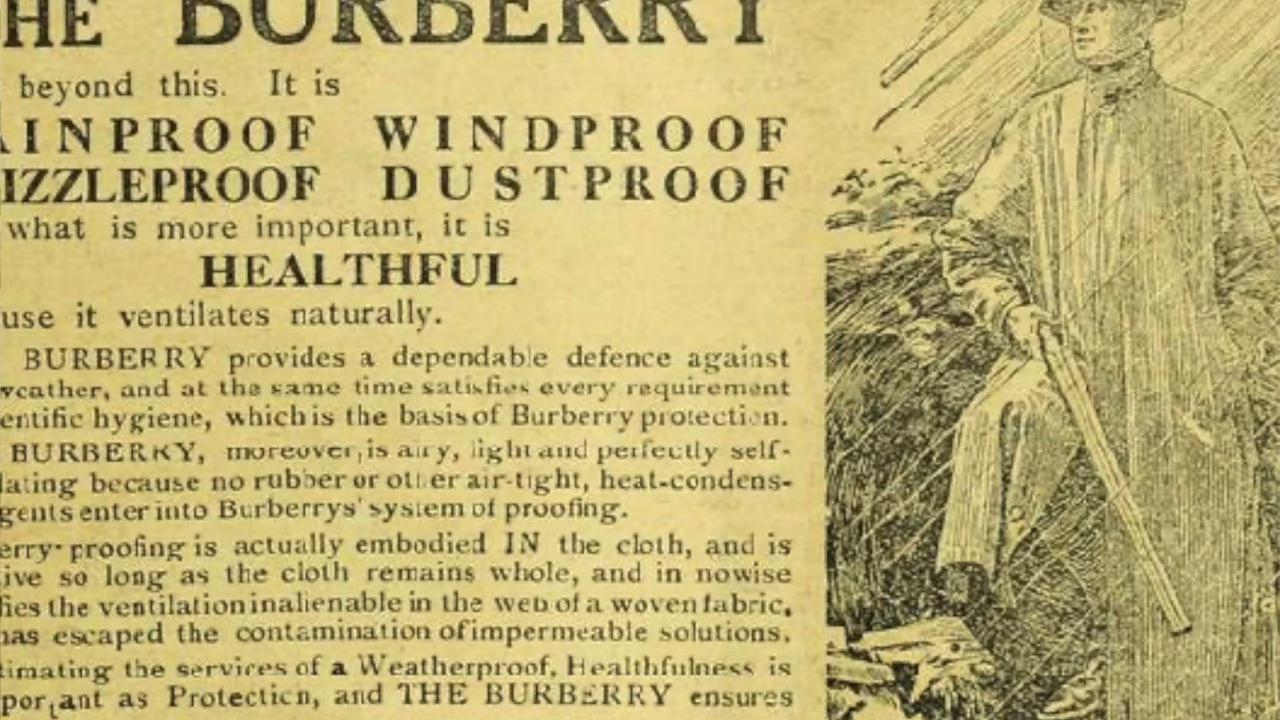 HE BURBERRY
beyond this. It is
AINPROOF WINDPROOF
IZZLEPROOF DUSTPROOF
what is more important, it is
HEALTHFUL
use it ventilates naturally.
BURBERRY provides a dependable defence against
weather, and at the same time satisfies every requirement
entific hygiene, which is the basis of Burberry protection.
BURBERRY, moreover, is airy, light and perfectly self-
lating because no rubber or other air-tight, heat-condens-
gents enter into Burberrys' system of proofing.
erry-proofing is actually embodied IN the cloth, and is
ive so long as the cloth remains whole, and in nowise
fies the ventilation inalienable in the web of a woven fabric,
has escaped the contamination of impermeable solutions.
timating the services of a Weatherproof, Healthfulness is
portant as Protection, and THE BURBERRY ensures